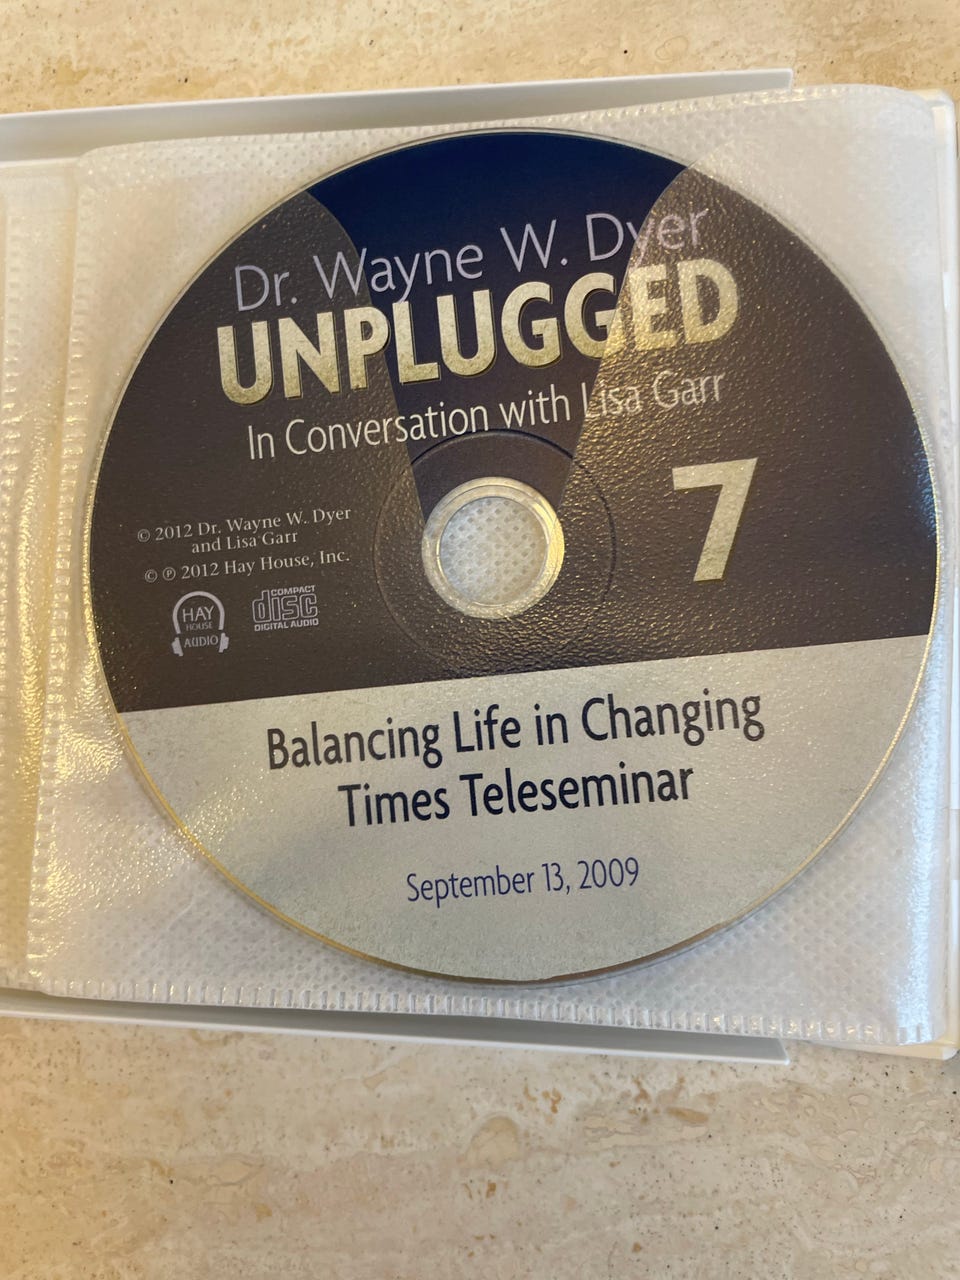 Dr. Wayne W. Dyer
UNPLUGGED
In Conversation with Lisa Garr
7
© 2012 Dr. Wayne W. Dyer
and Lisa Garr
© ℗ 2012 Hay House, Inc.
HAY
HOUSE
AUDIO
COMPACT
disc
DIGITAL AUDIO
Balancing Life in Changing
Times Teleseminar
September 13, 2009